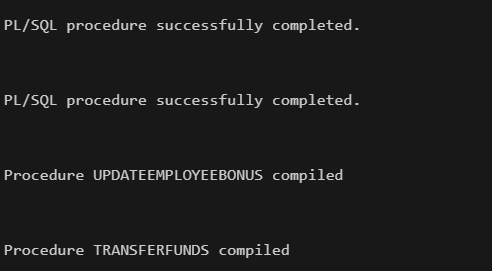 PL/SQL procedure successfully completed.
PL/SQL procedure successfully completed.
Procedure UPDATEEMPLOYEEBONUS compiled
Procedure TRANSFERFUNDS compiled